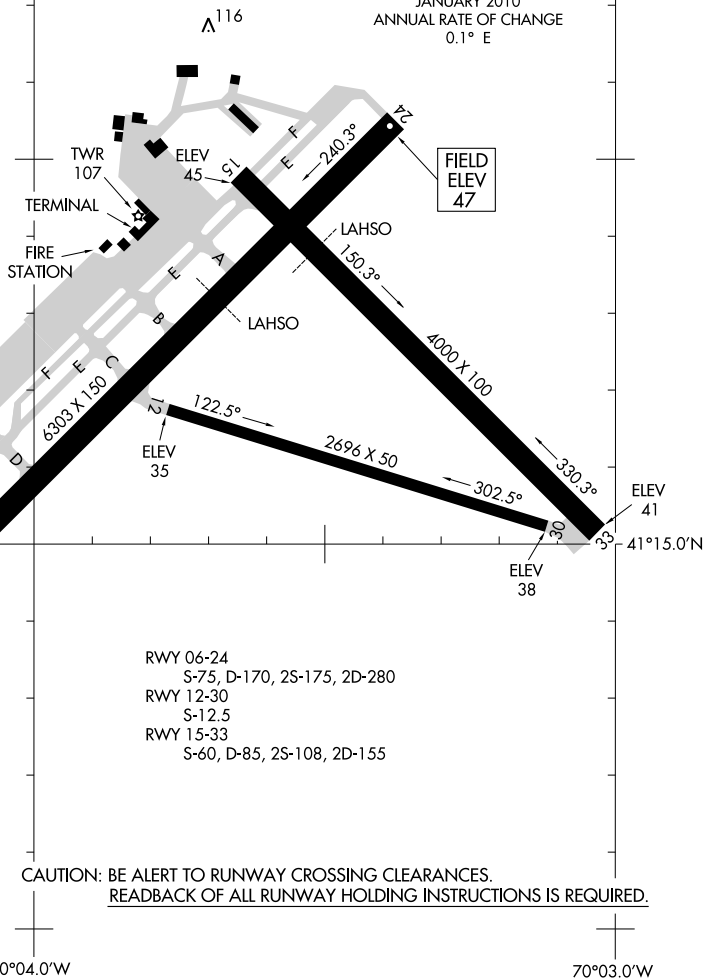 JANUARY 2010
ANNUAL RATE OF CHANGE
0.1° E
116
24
F
E
240.3°
FIELD
ELEV
47
TWR
107
ELEV
45
15
TERMINAL
FIRE
STATION
LAHSO
150.3°
A
E
B
LAHSO
4000 X 100
F
E
C
6303 X 150
12
122.5°
2696 X 50
302.5°
330.3°
ELEV
35
D
ELEV
41
30
33
41°15.0'N
ELEV
38
RWY 06-24
S-75, D-170, 2S-175, 2D-280
RWY 12-30
S-12.5
RWY 15-33
S-60, D-85, 2S-108, 2D-155
CAUTION: BE ALERT TO RUNWAY CROSSING CLEARANCES.
READBACK OF ALL RUNWAY HOLDING INSTRUCTIONS IS REQUIRED.
0°04.0'W
70°03.0'W